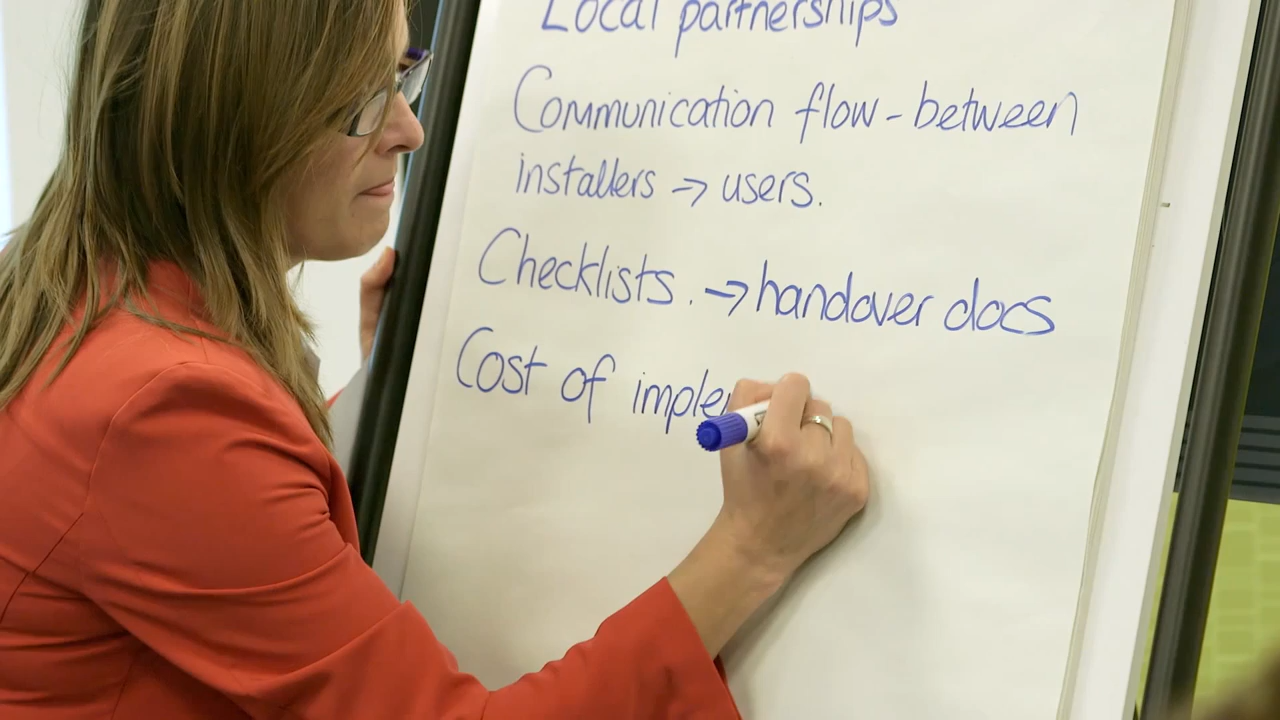 Local partnerships
Communication flow - between
installers → users.
Checklists. → handover docs
Cost of imple